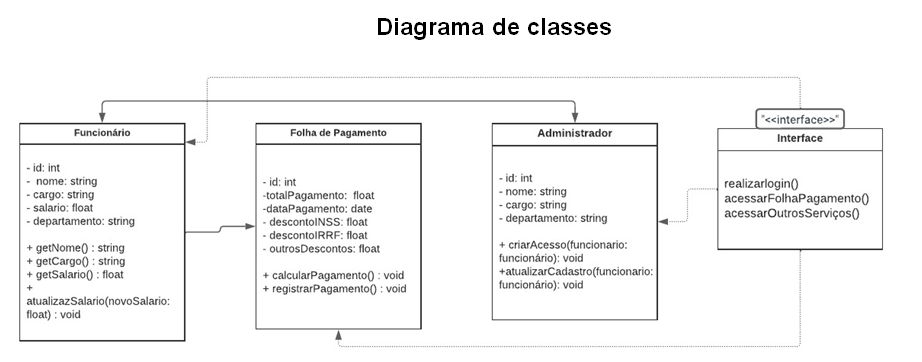 Diagrama de classes
Funcionário
- id: int
- nome: string
- cargo: string
- salario: float
- departamento: string
+ getNome() : string
+ getCargo() : string
+ getSalario() : float
+
atualizazSalario(novoSalario:
float) : void
Folha de Pagamento
- id: int
-totalPagamento: float
-dataPagamento: date
- descontoINSS: float
- descontoIRRF: float
- outrosDescontos: float
+ calcularPagamento() : void
+ registrarPagamento() : void
Administrador
- id: int
- nome: string
- cargo: string
- departamento: string
+ criarAcesso(funcionario:
funcionário): void
+atualizarCadastro(funcionario:
funcionário): void
"<<interface>>"
Interface
realizarlogin()
acessarFolhaPagamento()
acessarOutrosServiços()